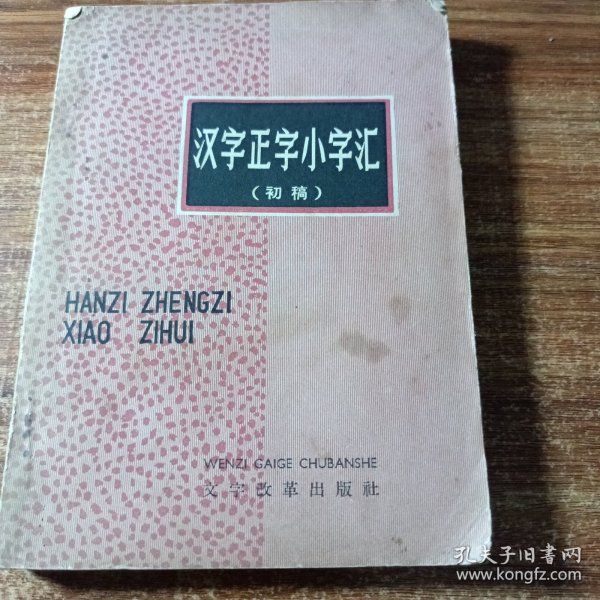 汉字正字小字汇
（初稿）
HANZI ZHENGZI
XIAO ZIHUI
WENZI GAIGE CHUBANSHE
文字改革出版社
孔夫子旧书网
www.kongfz.com